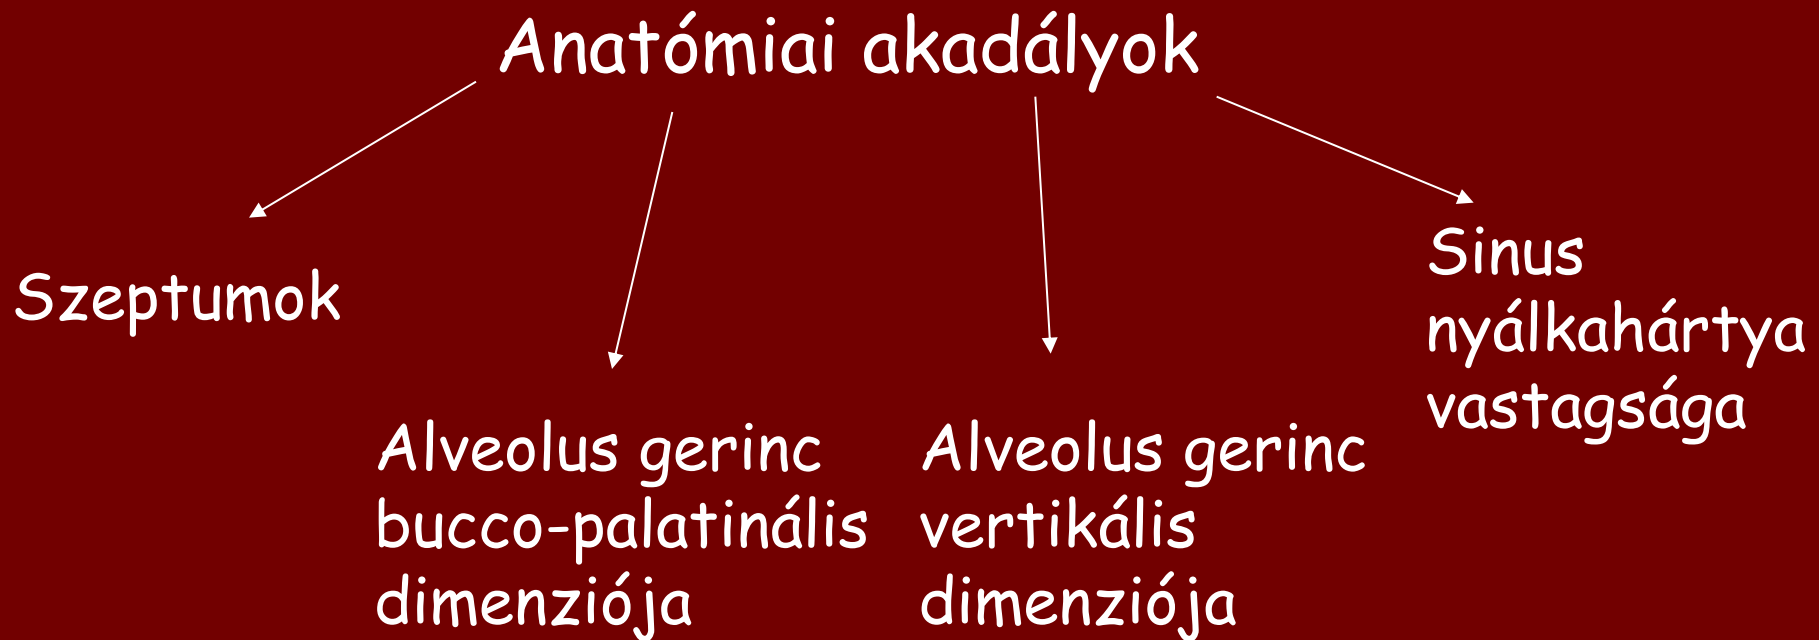 Anatómiai akadályok
Szeptumok
Alveolus gerinc
bucco-palatinális
dimenziója
Alveolus gerinc
vertikális
dimenziója
Sinus
nyálkahártya
vastagsága